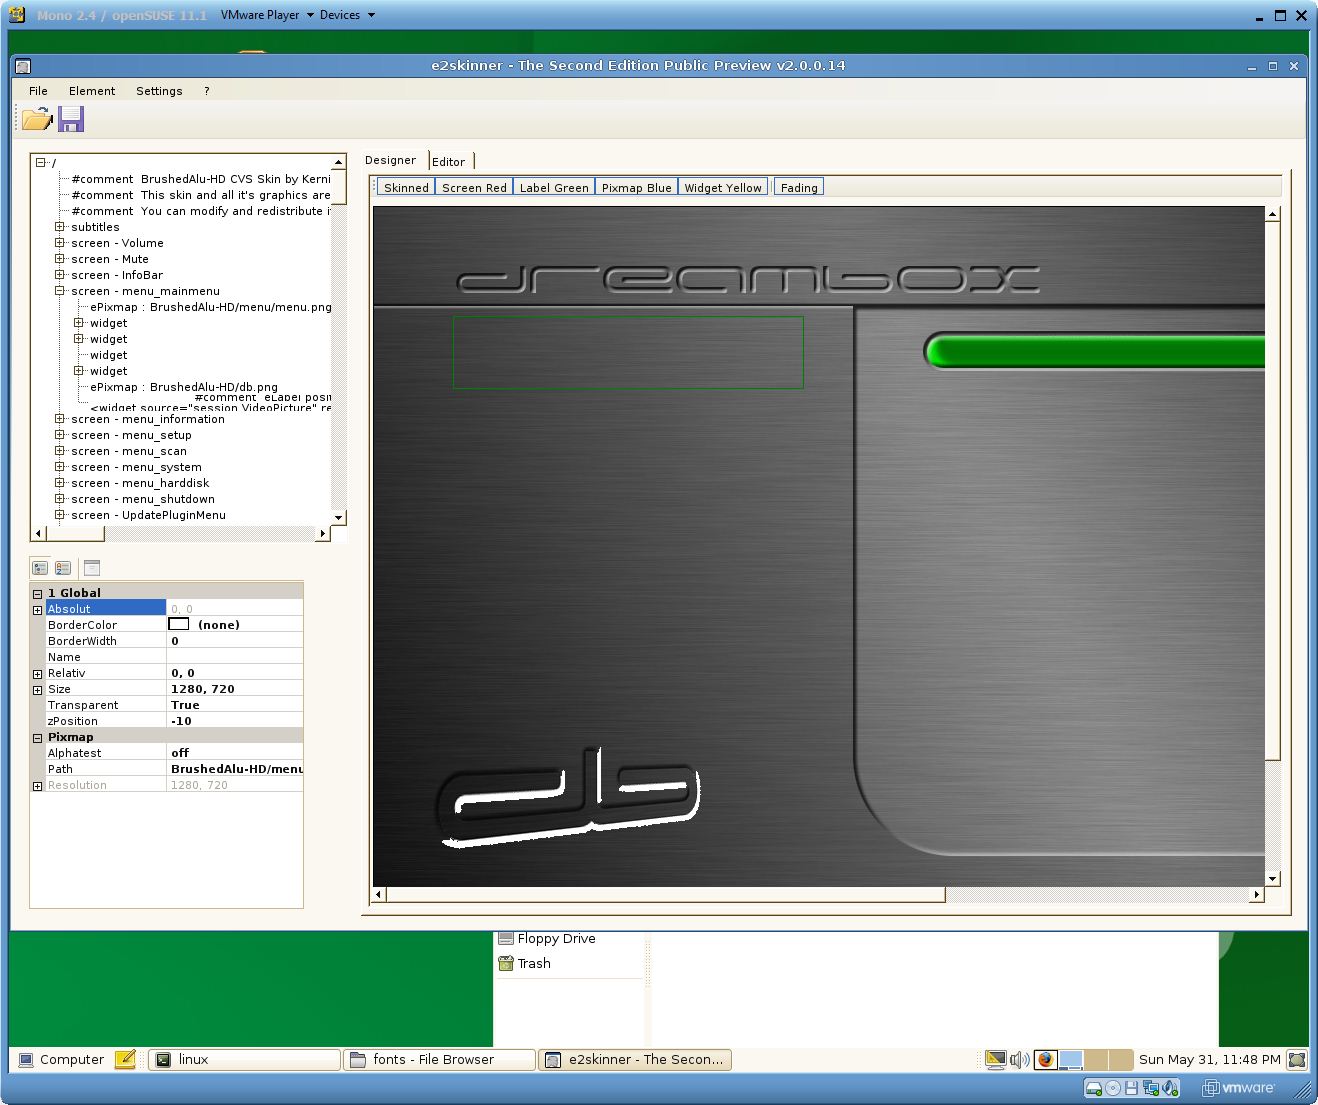 Mono 2.4 / openSUSE 11.1 VMware Player Devices
e2skinner - The Second Edition Public Preview v2.0.0.14
File Element Settings ?
Designer Editor
Skinned Screen Red Label Green Pixmap Blue Widget Yellow Fading
/
#comment BrushedAlu-HD CVS Skin by Kerni
#comment This skin and all it's graphics are
#comment You can modify and redistribute
subtitles
screen - Volume
screen - Mute
screen - InfoBar
screen - menu_mainmenu
ePixmap : BrushedAlu-HD/menu/menu.png
widget
widget
widget
widget
ePixmap : BrushedAlu-HD/db.png
#comment eLabel posi
<widget source="session.VideoPicture" re
screen - menu_information
screen - menu_setup
screen - menu_scan
screen - menu_system
screen - menu_harddisk
screen - menu_shutdown
screen - UpdatePluginMenu
dreambox
db
1 Global
Absolut 0, 0
BorderColor (none)
BorderWidth 0
Name
Relativ 0, 0
Size 1280, 720
Transparent True
zPosition -10
Pixmap
Alphatest off
Path BrushedAlu-HD/menu
Resolution 1280, 720
Floppy Drive
Trash
Computer linux fonts - File Browser e2skinner - The Secon... Sun May 31, 11:48 PM
vmware